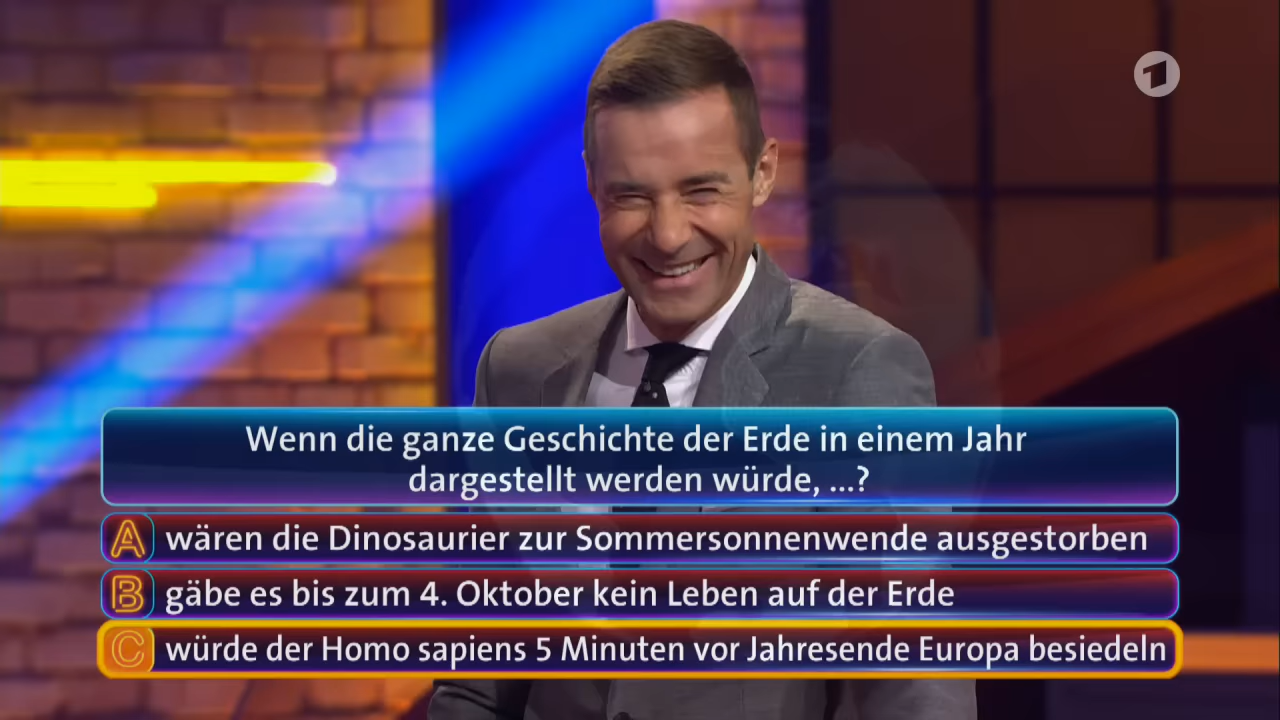 1
Wenn die ganze Geschichte der Erde in einem Jahr
dargestellt werden würde, ...?
A wären die Dinosaurier zur Sommersonnenwende ausgestorben
B gäbe es bis zum 4. Oktober kein Leben auf der Erde
C würde der Homo sapiens 5 Minuten vor Jahresende Europa besiedeln